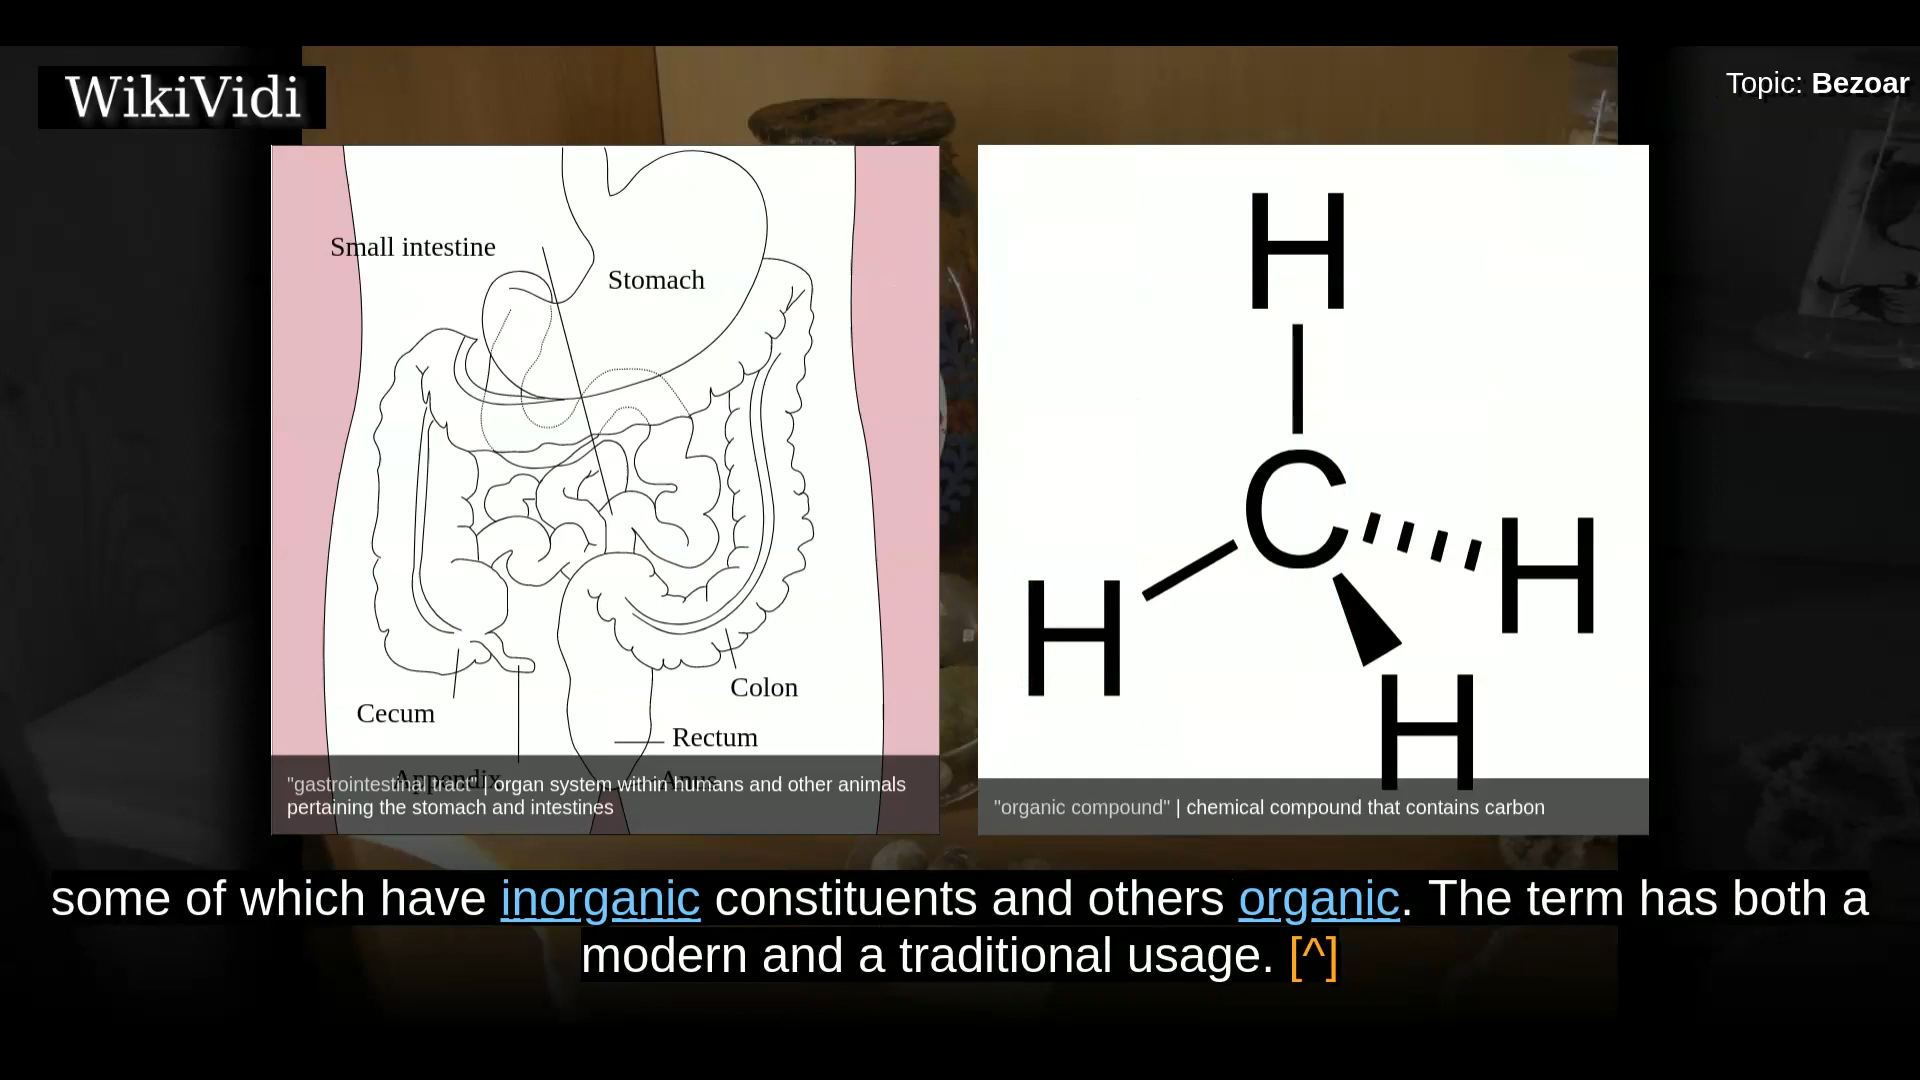 WikiVidi
Topic: Bezoar
Small intestine
Stomach
Cecum
Colon
Rectum
Appendix
Anus
"gastrointestinal tract" | organ system within humans and other animals
pertaining the stomach and intestines
H
C
H
H
H
"organic compound" | chemical compound that contains carbon
some of which have inorganic constituents and others organic. The term has both a
modern and a traditional usage. [^]